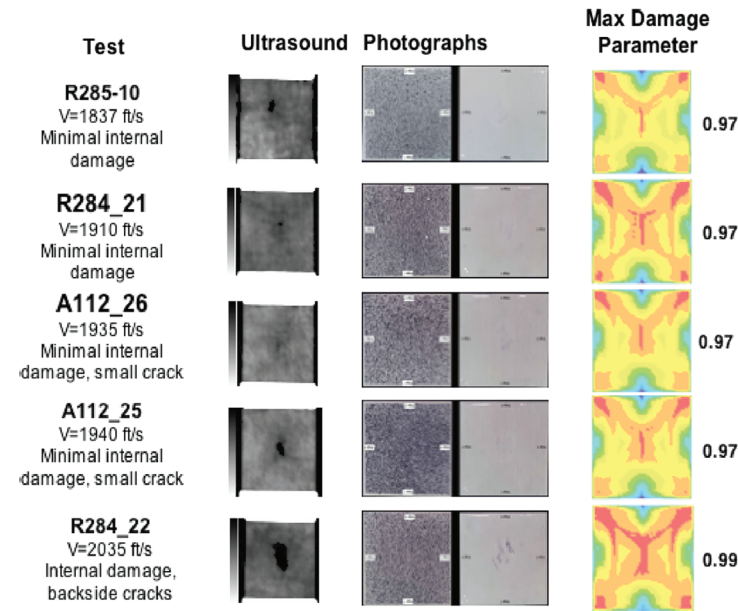 Test
Ultrasound
Photographs
Max Damage
Parameter
R285-10
V=1837 ft/s
Minimal internal
damage
0.97
R284_21
V=1910 ft/s
Minimal internal
damage
0.97
A112_26
V=1935 ft/s
Minimal internal
damage, small crack
0.97
A112_25
V=1940 ft/s
Minimal internal
damage, small crack
0.97
R284_22
V=2035 ft/s
Internal damage,
backside cracks
0.99